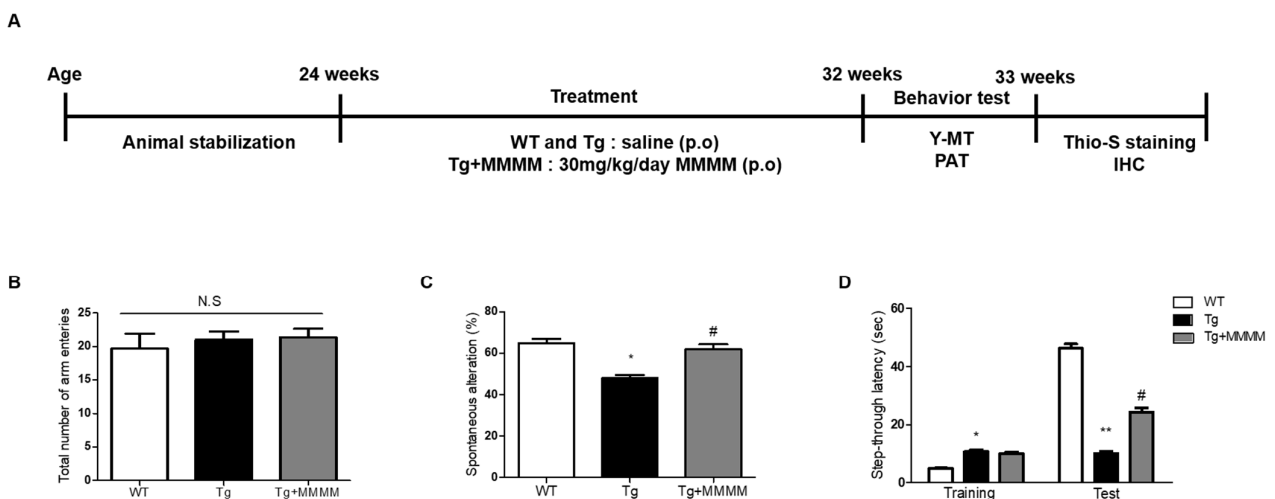 A
Age
24 weeks
32 weeks
33 weeks
Treatment
Behavior test
Animal stabilization
WT and Tg : saline (p.o)
Tg+MMMM : 30mg/kg/day MMMM (p.o)
Y-MT
PAT
Thio-S staining
IHC
B
N.S
Total number of arm enteries
25
20
15
10
5
0
WT
Tg
Tg+MMMM
C
Spontaneous alteration (%)
80
60
40
20
0
*
#
WT
Tg
Tg+MMMM
D
Step-through latency (sec)
60
40
20
0
*
**
#
Training
Test
WT
Tg
Tg+MMMM